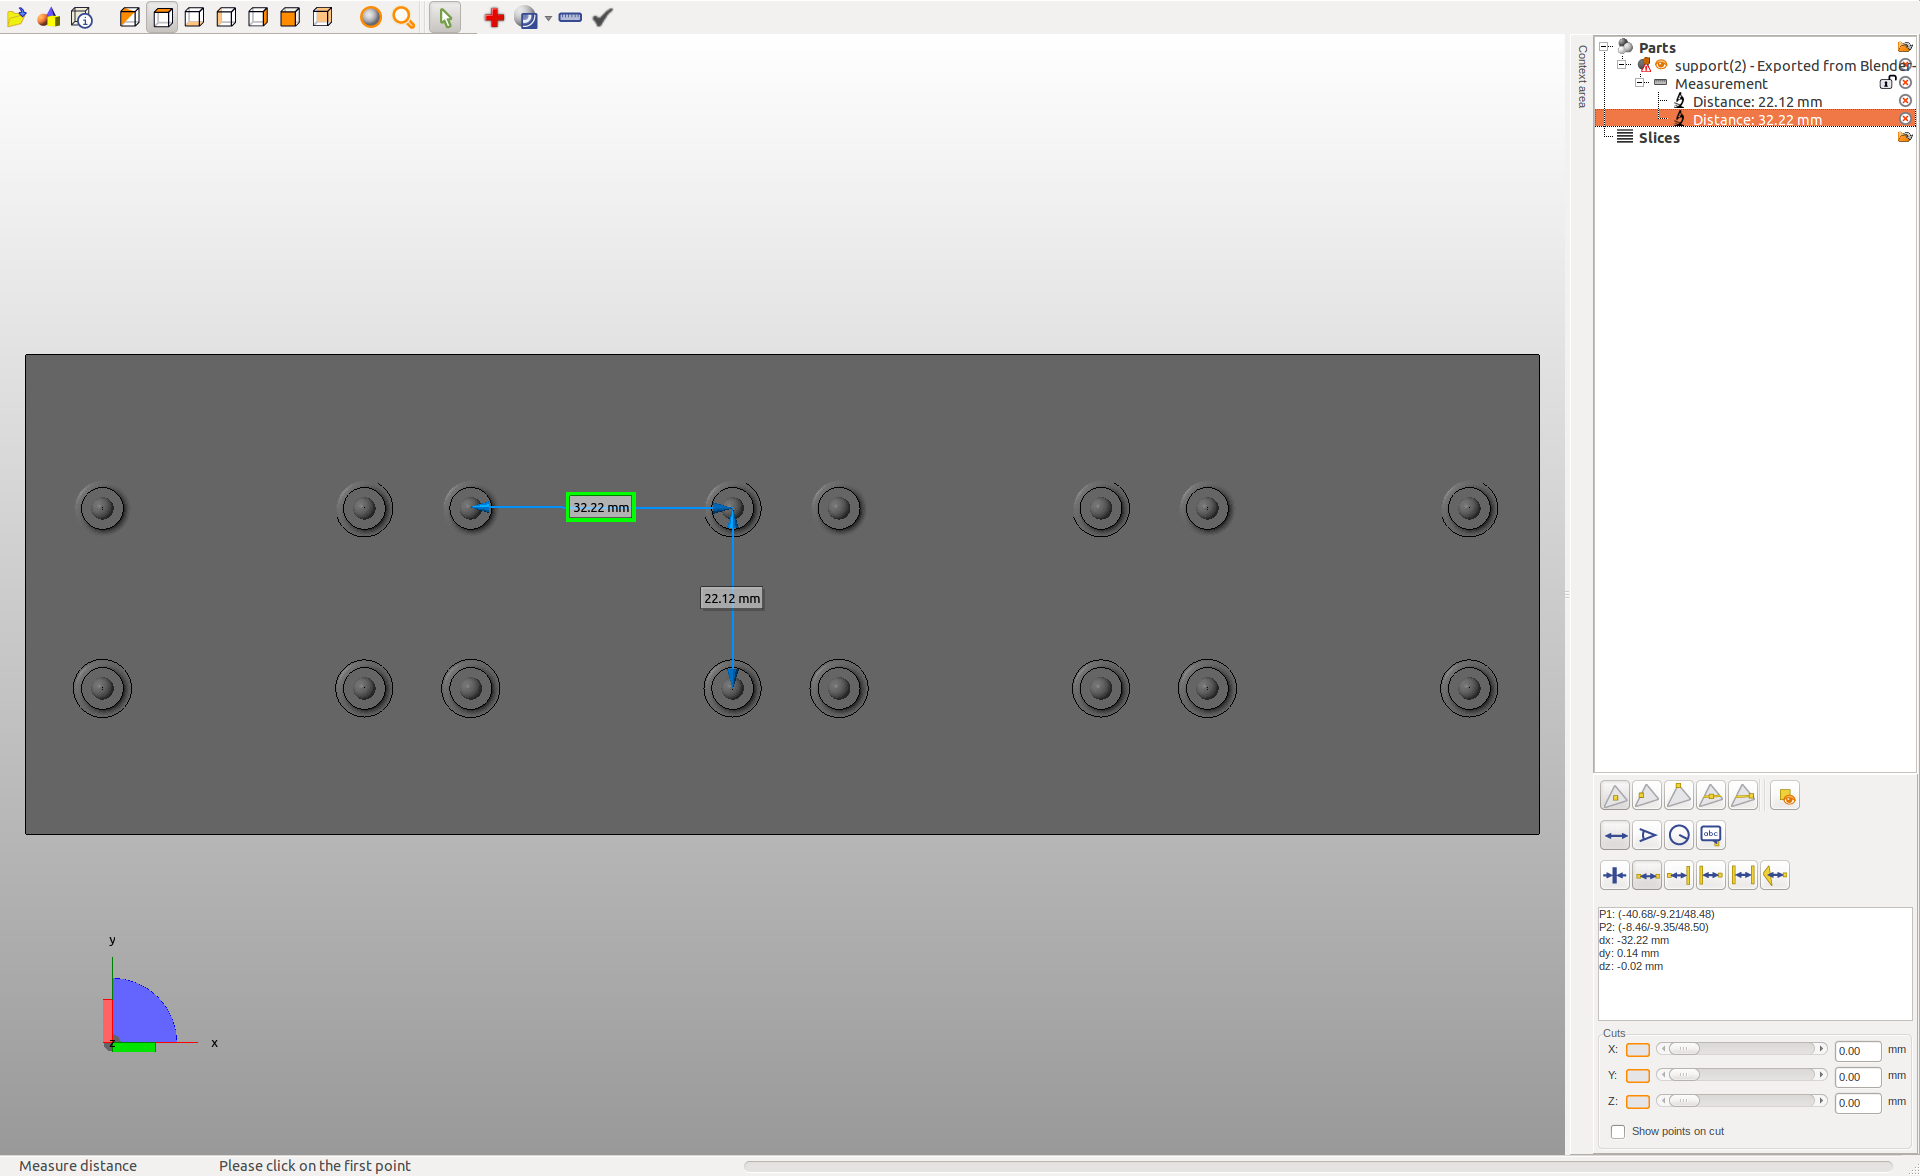 Context area
Parts
support(2) - Exported from Blender-
Measurement
Distance: 22.12 mm
Distance: 32.22 mm
Slices
32.22 mm
22.12 mm
abc
P1: (-40.68/-9.21/48.48)
P2: (-8.46/-9.35/48.50)
dx: -32.22 mm
dy: 0.14 mm
dz: -0.02 mm
y
z
x
Cuts
X: 0.00 mm
Y: 0.00 mm
Z: 0.00 mm
Show points on cut
Measure distance Please click on the first point